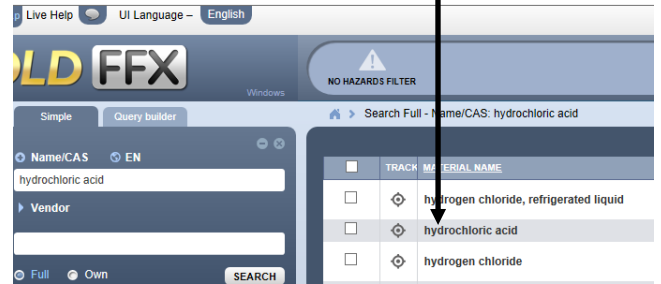 Live Help UI Language – English
LD FFX
Windows
NO HAZARDS FILTER
Simple Query builder
Search Full - Name/CAS: hydrochloric acid
Name/CAS EN
hydrochloric acid
Vendor
Full Own SEARCH
TRACK MATERIAL NAME
hydrogen chloride, refrigerated liquid
hydrochloric acid
hydrogen chloride